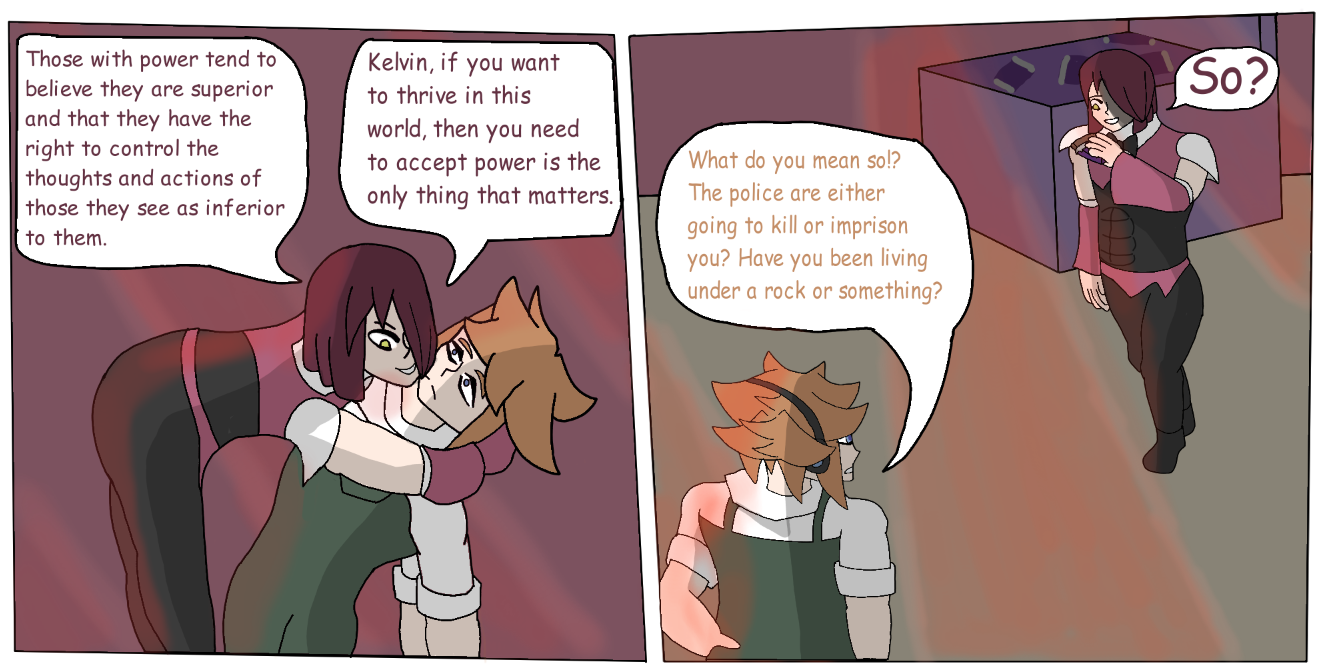 Those with power tend to
believe they are superior
and that they have the
right to control the
thoughts and actions of
those they see as inferior
to them.
Kelvin, if you want
to thrive in this
world, then you need
to accept power is the
only thing that matters.
So?
What do you mean so!?
The police are either
going to kill or imprison
you? Have you been living
under a rock or something?